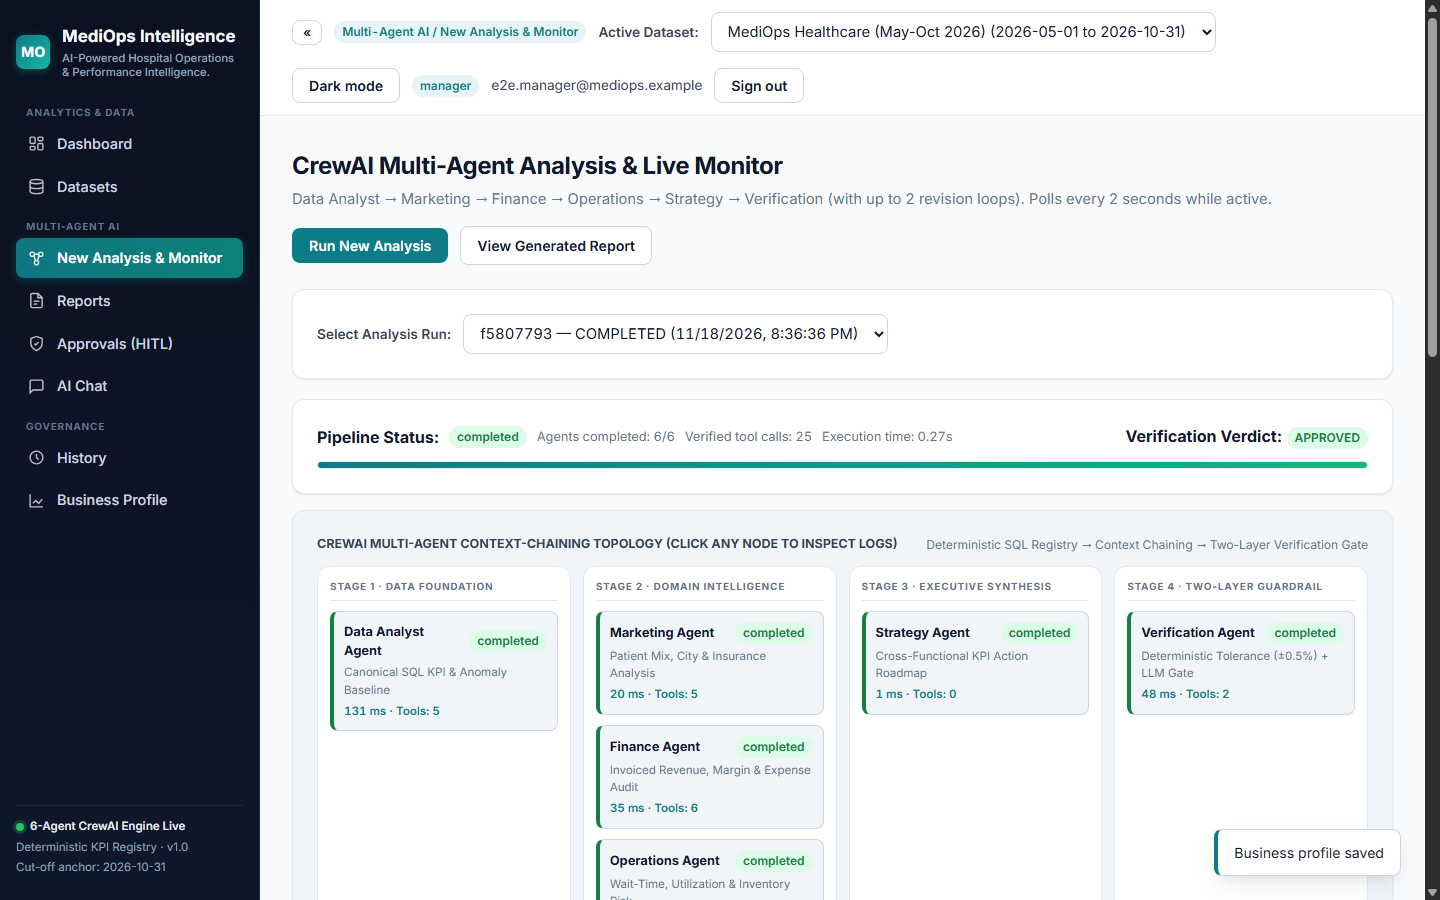 MO
MediOps Intelligence
AI-Powered Hospital Operations
& Performance Intelligence.
ANALYTICS & DATA
Dashboard
Datasets
MULTI-AGENT AI
New Analysis & Monitor
Reports
Approvals (HITL)
AI Chat
GOVERNANCE
History
Business Profile
6-Agent CrewAI Engine Live
Deterministic KPI Registry · v1.0
Cut-off anchor: 2026-10-31
«
Multi-Agent AI / New Analysis & Monitor
Active Dataset:
MediOps Healthcare (May-Oct 2026) (2026-05-01 to 2026-10-31)
Dark mode
manager
e2e.manager@mediops.example
Sign out
CrewAI Multi-Agent Analysis & Live Monitor
Data Analyst → Marketing → Finance → Operations → Strategy → Verification (with up to 2 revision loops). Polls every 2 seconds while active.
Run New Analysis
View Generated Report
Select Analysis Run:
f5807793 — COMPLETED (11/18/2026, 8:36:36 PM)
Pipeline Status:
completed
Agents completed: 6/6
Verified tool calls: 25
Execution time: 0.27s
Verification Verdict:
APPROVED
CREWAI MULTI-AGENT CONTEXT-CHAINING TOPOLOGY (CLICK ANY NODE TO INSPECT LOGS)
Deterministic SQL Registry → Context Chaining → Two-Layer Verification Gate
STAGE 1 · DATA FOUNDATION
Data Analyst
Agent
completed
Canonical SQL KPI & Anomaly
Baseline
131 ms · Tools: 5
STAGE 2 · DOMAIN INTELLIGENCE
Marketing Agent
completed
Patient Mix, City & Insurance
Analysis
20 ms · Tools: 5
Finance Agent
completed
Invoiced Revenue, Margin & Expense
Audit
35 ms · Tools: 6
Operations Agent
completed
Wait-Time, Utilization & Inventory
Risk
STAGE 3 · EXECUTIVE SYNTHESIS
Strategy Agent
completed
Cross-Functional KPI Action
Roadmap
1 ms · Tools: 0
STAGE 4 · TWO-LAYER GUARDRAIL
Verification Agent
completed
Deterministic Tolerance (±0.5%) +
LLM Gate
48 ms · Tools: 2
Business profile saved